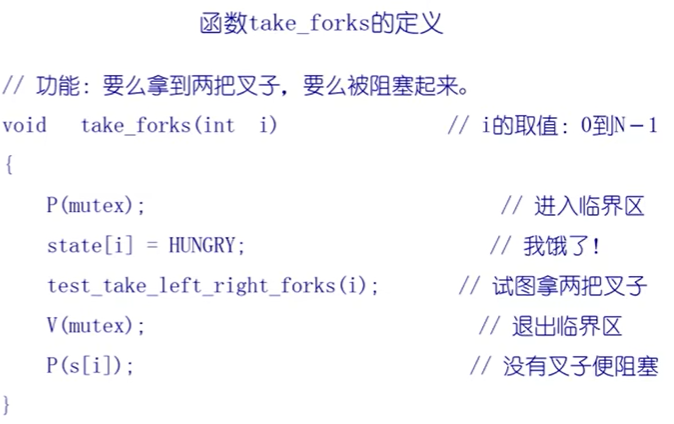 函数take_forks的定义
// 功能: 要么拿到两把叉子，要么被阻塞起来。
void take_forks(int i) // i的取值: 0到N－1
{
P(mutex); // 进入临界区
state[i] = HUNGRY; // 我饿了!
test_take_left_right_forks(i); // 试图拿两把叉子
V(mutex); // 退出临界区
P(s[i]); // 没有叉子便阻塞
}